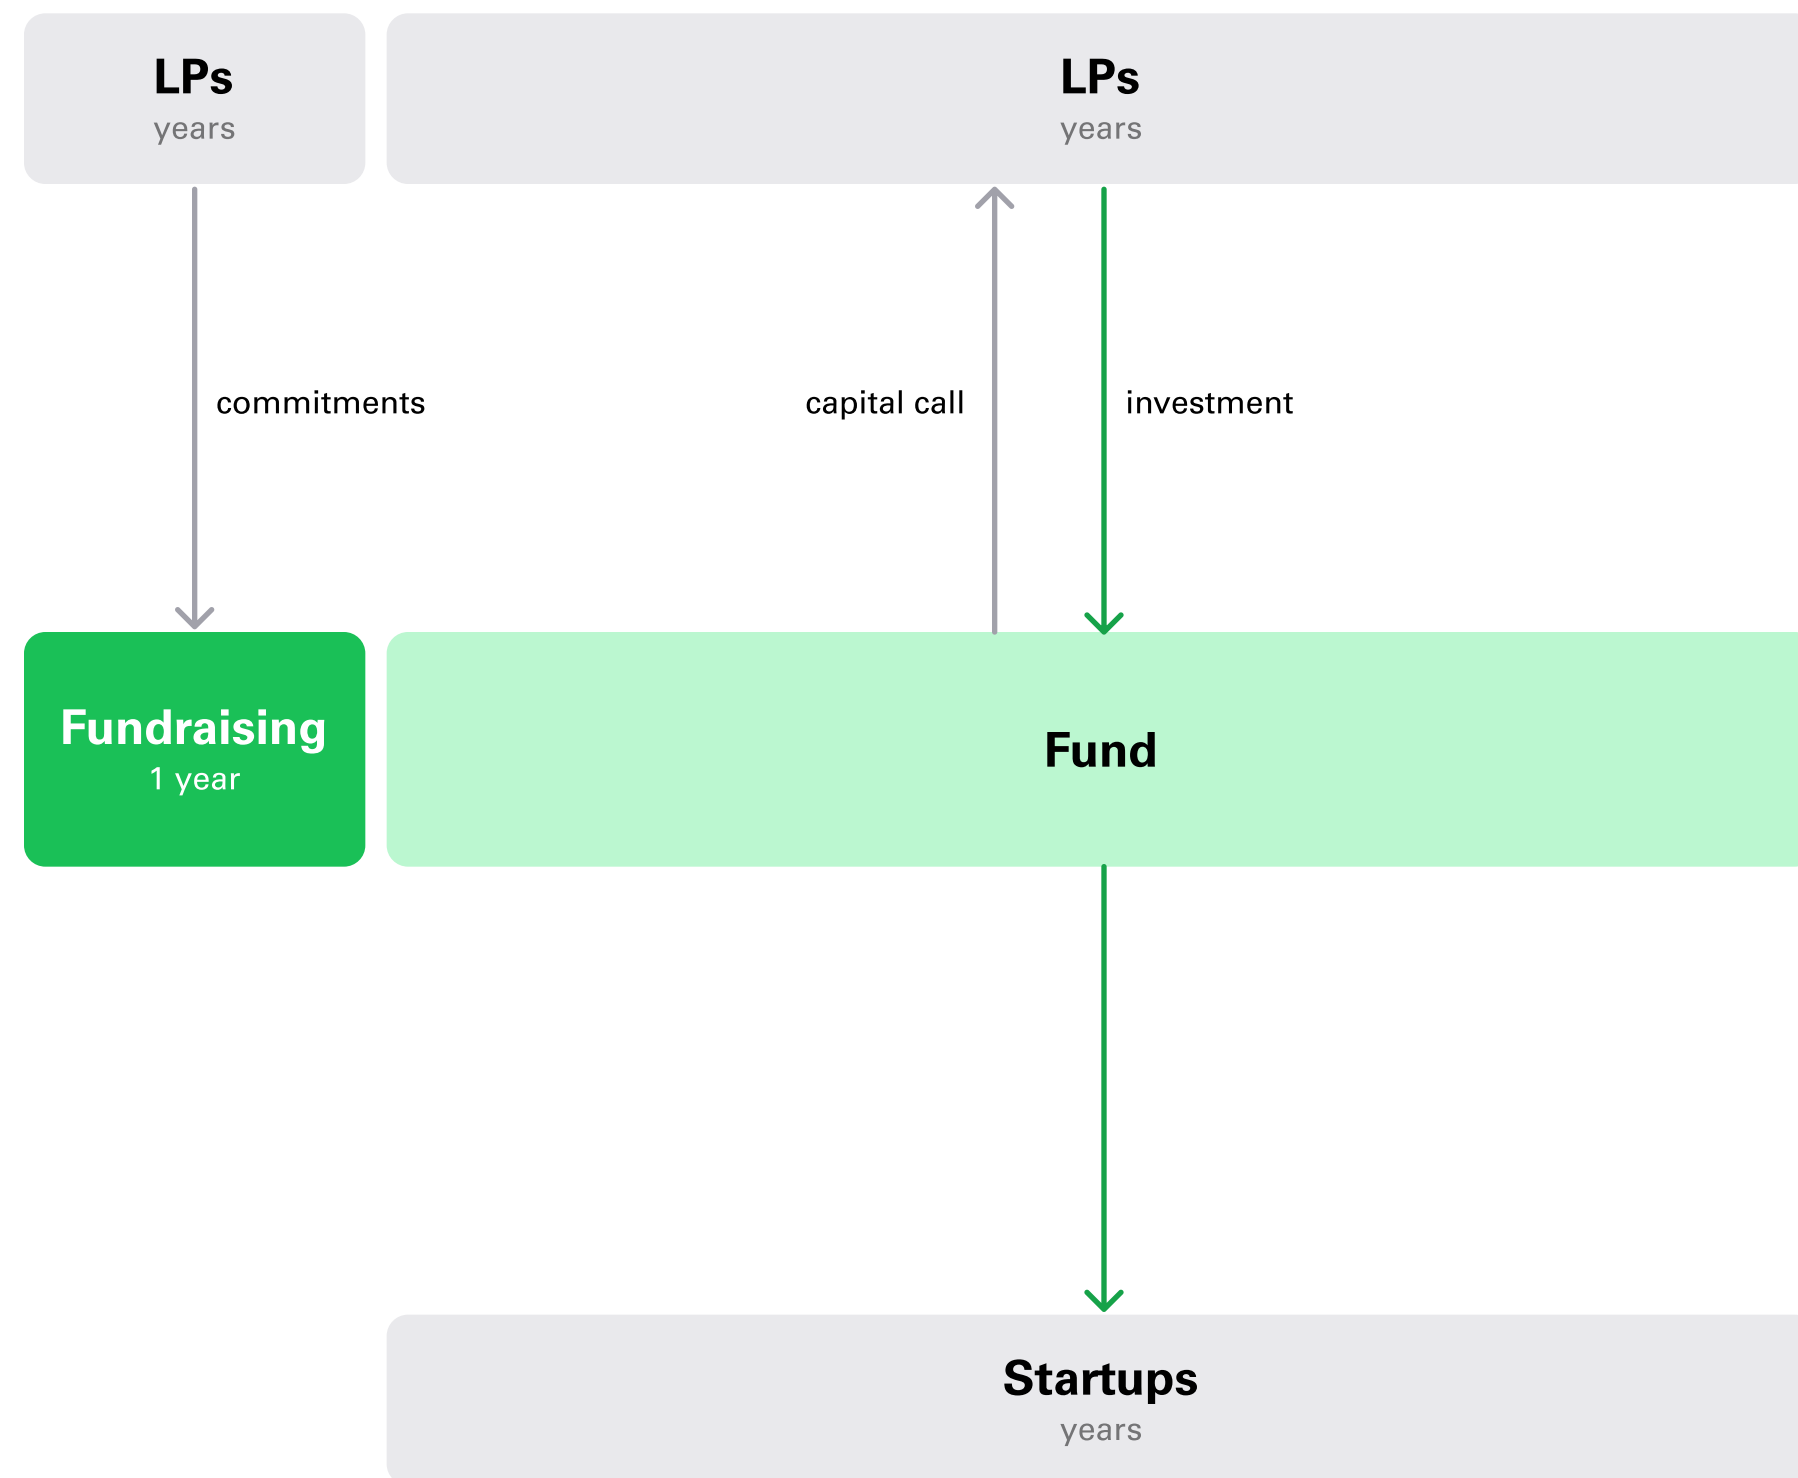 LPs
years
LPs
years
commitments
capital call
investment
Fundraising
1 year
Fund
Startups
years